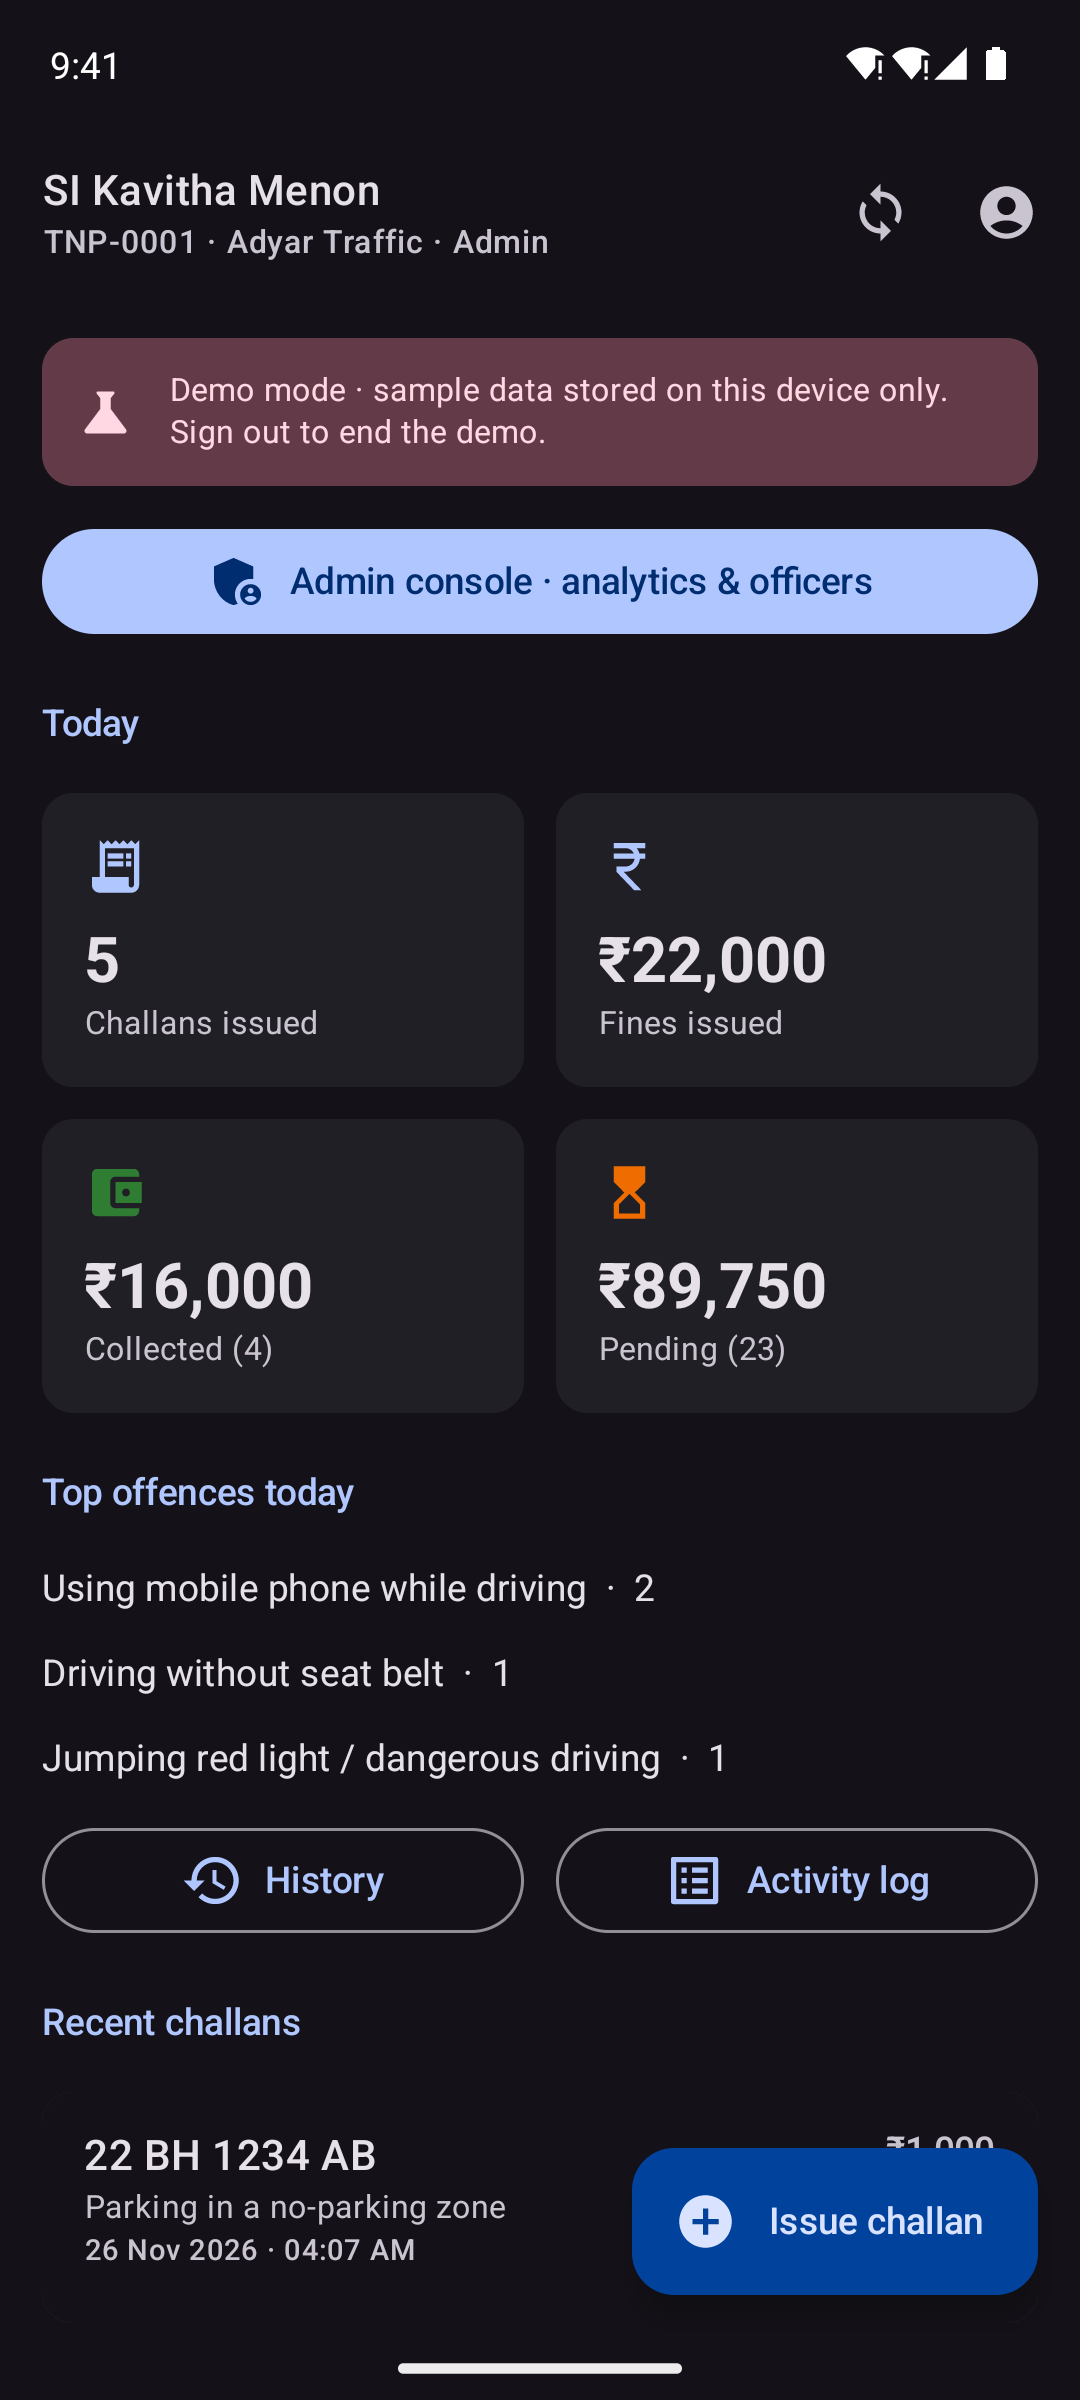 9:41
SI Kavitha Menon
TNP-0001 · Adyar Traffic · Admin
Demo mode · sample data stored on this device only.
Sign out to end the demo.
Admin console · analytics & officers
Today
5
Challans issued
₹22,000
Fines issued
₹16,000
Collected (4)
₹89,750
Pending (23)
Top offences today
Using mobile phone while driving · 2
Driving without seat belt · 1
Jumping red light / dangerous driving · 1
History
Activity log
Recent challans
22 BH 1234 AB
₹1,000
Parking in a no-parking zone
26 Nov 2026 · 04:07 AM
Issue challan